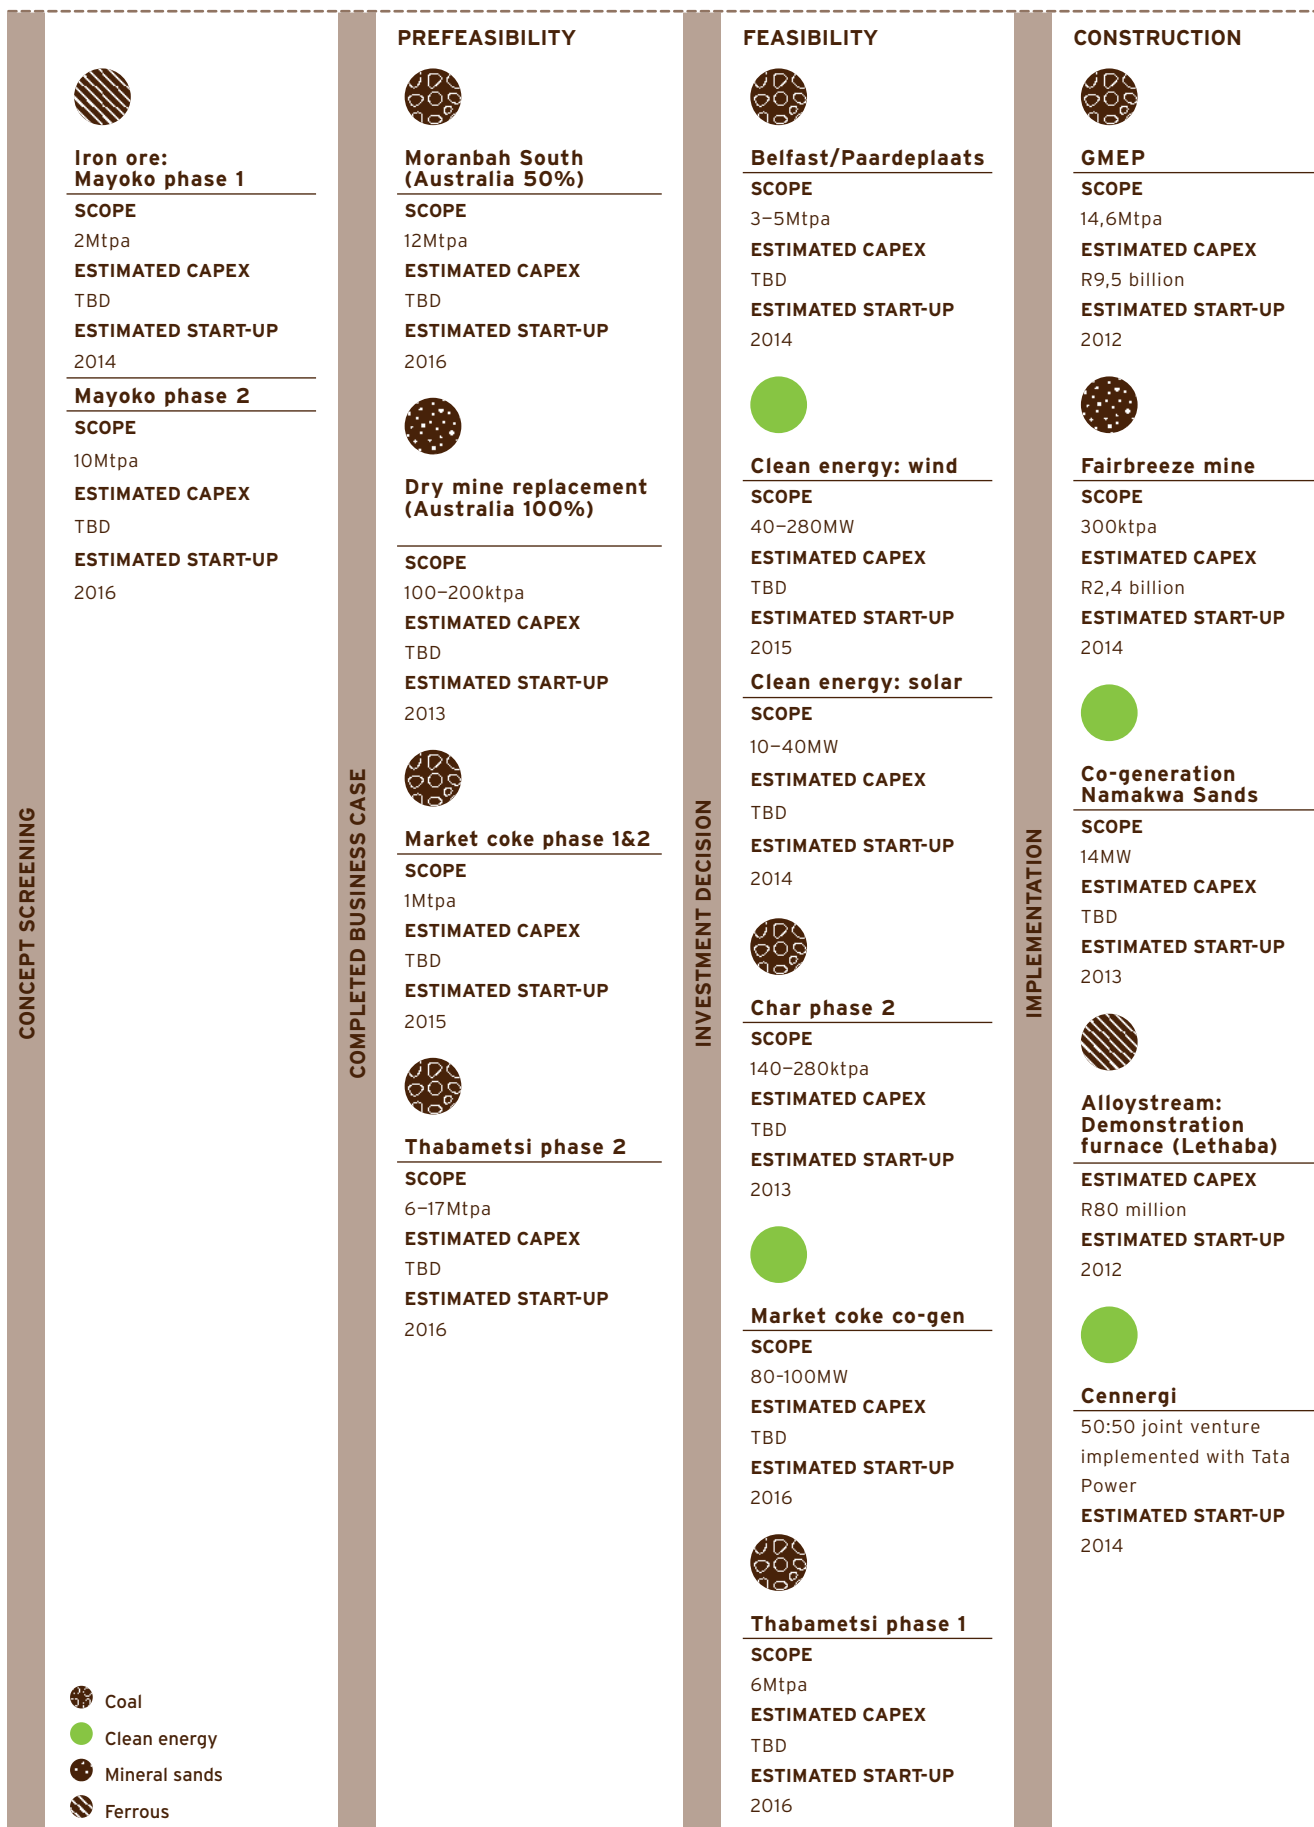 CONCEPT SCREENING
Iron ore:
Mayoko phase 1
SCOPE
2Mtpa
ESTIMATED CAPEX
TBD
ESTIMATED START-UP
2014
Mayoko phase 2
SCOPE
10Mtpa
ESTIMATED CAPEX
TBD
ESTIMATED START-UP
2016
Coal
Clean energy
Mineral sands
Ferrous
COMPLETED BUSINESS CASE
PREFEASIBILITY
Moranbah South
(Australia 50%)
SCOPE
12Mtpa
ESTIMATED CAPEX
TBD
ESTIMATED START-UP
2016
Dry mine replacement
(Australia 100%)
SCOPE
100–200ktpa
ESTIMATED CAPEX
TBD
ESTIMATED START-UP
2013
Market coke phase 1&2
SCOPE
1Mtpa
ESTIMATED CAPEX
TBD
ESTIMATED START-UP
2015
Thabametsi phase 2
SCOPE
6–17Mtpa
ESTIMATED CAPEX
TBD
ESTIMATED START-UP
2016
INVESTMENT DECISION
FEASIBILITY
Belfast/Paardeplaats
SCOPE
3–5Mtpa
ESTIMATED CAPEX
TBD
ESTIMATED START-UP
2014
Clean energy: wind
SCOPE
40–280MW
ESTIMATED CAPEX
TBD
ESTIMATED START-UP
2015
Clean energy: solar
SCOPE
10–40MW
ESTIMATED CAPEX
TBD
ESTIMATED START-UP
2014
Char phase 2
SCOPE
140–280ktpa
ESTIMATED CAPEX
TBD
ESTIMATED START-UP
2013
Market coke co-gen
SCOPE
80-100MW
ESTIMATED CAPEX
TBD
ESTIMATED START-UP
2016
Thabametsi phase 1
SCOPE
6Mtpa
ESTIMATED CAPEX
TBD
ESTIMATED START-UP
2016
IMPLEMENTATION
CONSTRUCTION
GMEP
SCOPE
14,6Mtpa
ESTIMATED CAPEX
R9,5 billion
ESTIMATED START-UP
2012
Fairbreeze mine
SCOPE
300ktpa
ESTIMATED CAPEX
R2,4 billion
ESTIMATED START-UP
2014
Co-generation
Namakwa Sands
SCOPE
14MW
ESTIMATED CAPEX
TBD
ESTIMATED START-UP
2013
Alloystream:
Demonstration
furnace (Lethaba)
ESTIMATED CAPEX
R80 million
ESTIMATED START-UP
2012
Cennergi
50:50 joint venture
implemented with Tata
Power
ESTIMATED START-UP
2014